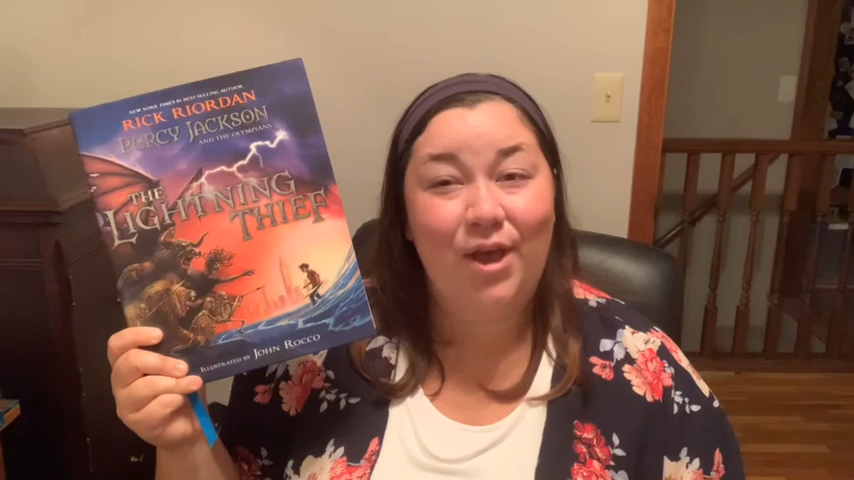 NEW YORK TIMES #1 BESTSELLING AUTHOR
RICK RIORDAN
PERCY JACKSON
AND THE OLYMPIANS
THE
LIGHTNING
THIEF
ILLUSTRATED BY JOHN ROCCO